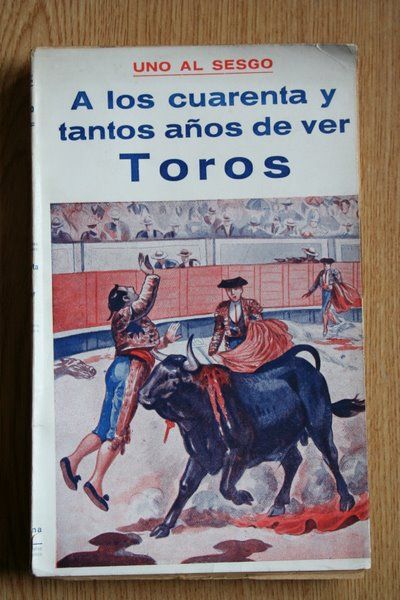 UNO AL SESGO
A los cuarenta y
tantos años de ver
Toros